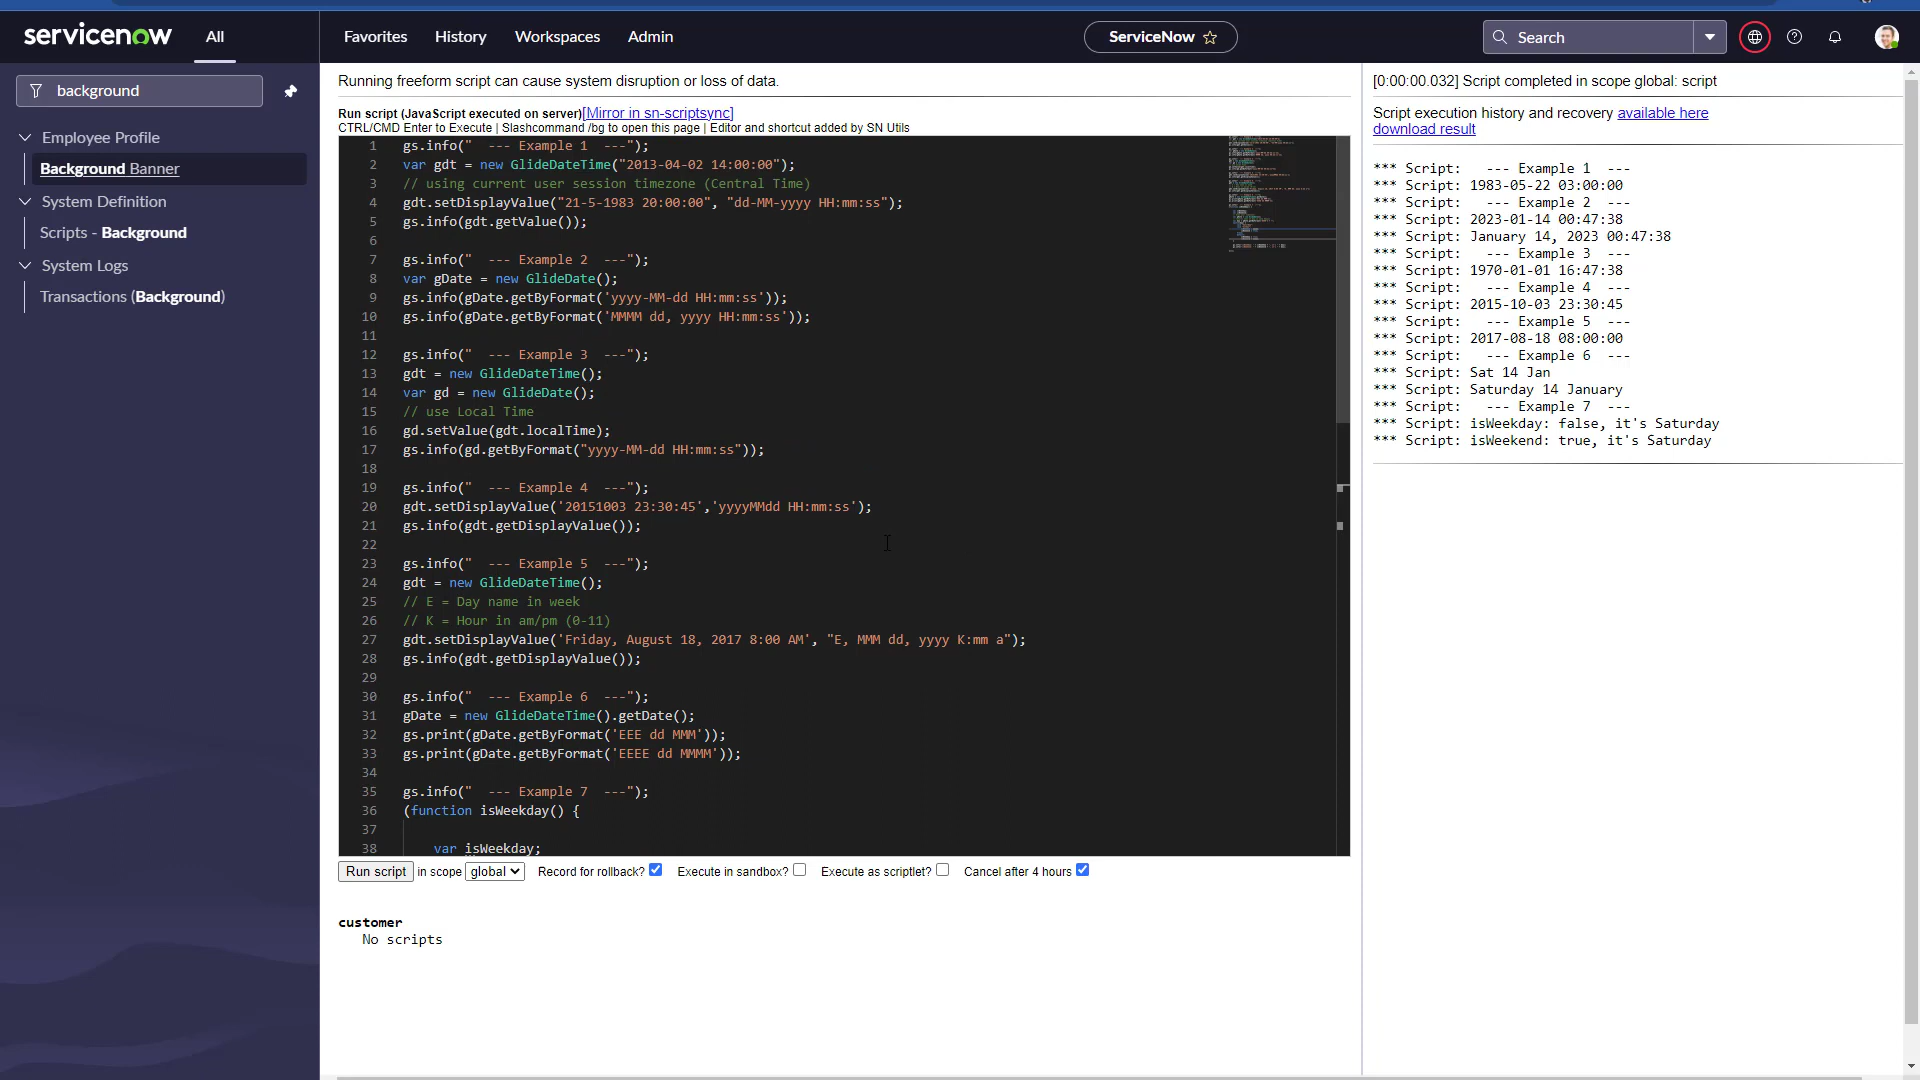 servicenow
All
Favorites
History
Workspaces
Admin
ServiceNow
Search
background
Employee Profile
Background Banner
System Definition
Scripts - Background
System Logs
Transactions (Background)
Running freeform script can cause system disruption or loss of data.
Run script (JavaScript executed on server)[Mirror in sn-scriptsync]
CTRL/CMD Enter to Execute | Slashcommand /bg to open this page | Editor and shortcut added by SN Utils
1 gs.info("  --- Example 1  ---");
2 var gdt = new GlideDateTime("2013-04-02 14:00:00");
3 // using current user session timezone (Central Time)
4 gdt.setDisplayValue("21-5-1983 20:00:00", "dd-MM-yyyy HH:mm:ss");
5 gs.info(gdt.getValue());
6
7 gs.info("  --- Example 2  ---");
8 var gDate = new GlideDate();
9 gs.info(gDate.getByFormat('yyyy-MM-dd HH:mm:ss'));
10 gs.info(gDate.getByFormat('MMMM dd, yyyy HH:mm:ss'));
11
12 gs.info("  --- Example 3  ---");
13 gdt = new GlideDateTime();
14 var gd = new GlideDate();
15 // use Local Time
16 gd.setValue(gdt.localTime);
17 gs.info(gd.getByFormat("yyyy-MM-dd HH:mm:ss"));
18
19 gs.info("  --- Example 4  ---");
20 gdt.setDisplayValue('20151003 23:30:45','yyyyMMdd HH:mm:ss');
21 gs.info(gdt.getDisplayValue());
22
23 gs.info("  --- Example 5  ---");
24 gdt = new GlideDateTime();
25 // E = Day name in week
26 // K = Hour in am/pm (0-11)
27 gdt.setDisplayValue('Friday, August 18, 2017 8:00 AM', "E, MMM dd, yyyy K:mm a");
28 gs.info(gdt.getDisplayValue());
29
30 gs.info("  --- Example 6  ---");
31 gDate = new GlideDateTime().getDate();
32 gs.print(gDate.getByFormat('EEE dd MMM'));
33 gs.print(gDate.getByFormat('EEEE dd MMMM'));
34
35 gs.info("  --- Example 7  ---");
36 (function isWeekday() {
37
38 var isWeekday;
Run script in scope global Record for rollback? Execute in sandbox? Execute as scriptlet? Cancel after 4 hours
customer
No scripts
[0:00:00.032] Script completed in scope global: script
Script execution history and recovery available here
download result
*** Script:   --- Example 1  ---
*** Script: 1983-05-22 03:00:00
*** Script:   --- Example 2  ---
*** Script: 2023-01-14 00:47:38
*** Script: January 14, 2023 00:47:38
*** Script:   --- Example 3  ---
*** Script: 1970-01-01 16:47:38
*** Script:   --- Example 4  ---
*** Script: 2015-10-03 23:30:45
*** Script:   --- Example 5  ---
*** Script: 2017-08-18 08:00:00
*** Script:   --- Example 6  ---
*** Script: Sat 14 Jan
*** Script: Saturday 14 January
*** Script:   --- Example 7  ---
*** Script: isWeekday: false, it's Saturday
*** Script: isWeekend: true, it's Saturday